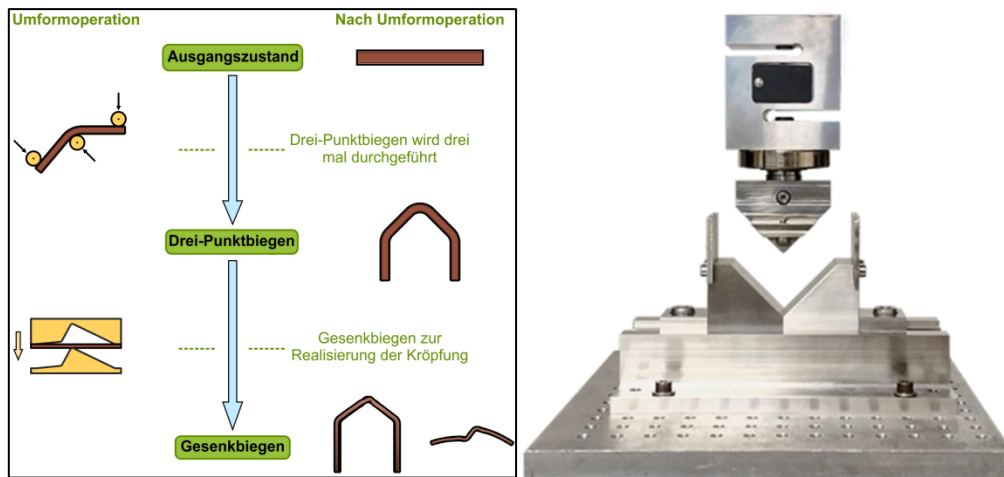 Umformoperation
Nach Umformoperation
Ausgangszustand
Drei-Punktbiegen wird drei
mal durchgeführt
Drei-Punktbiegen
Gesenkbiegen zur
Realisierung der Kröpfung
Gesenkbiegen